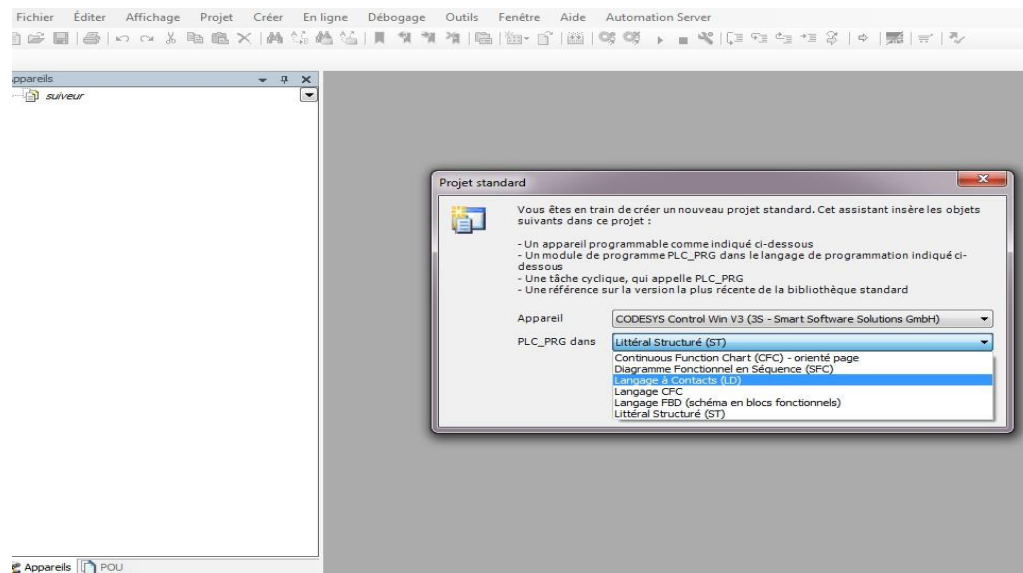 Fichier Éditer Affichage Projet Créer En ligne Débogage Outils Fenêtre Aide Automation Server
ppareils
suiveur
Projet standard
Vous êtes en train de créer un nouveau projet standard. Cet assistant insère les objets
suivants dans ce projet :
- Un appareil programmable comme indiqué ci-dessous
- Un module de programme PLC_PRG dans le langage de programmation indiqué ci-
dessous
- Une tâche cyclique, qui appelle PLC_PRG
- Une référence sur la version la plus récente de la bibliothèque standard
Appareil CODESYS Control Win V3 (3S - Smart Software Solutions GmbH)
PLC_PRG dans Littéral Structuré (ST)
Continuous Function Chart (CFC) - orienté page
Diagramme Fonctionnel en Séquence (SFC)
Langage à Contacts (LD)
Langage CFC
Langage FBD (schéma en blocs fonctionnels)
Littéral Structuré (ST)
Appareils POU